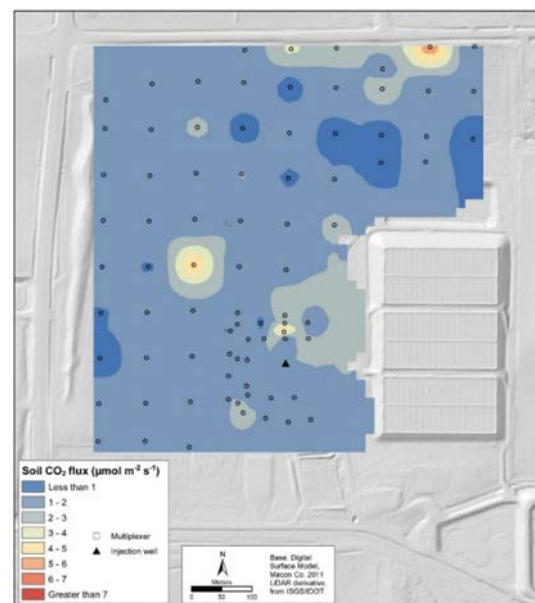 Soil CO₂ flux (μmol m⁻² s⁻¹)
Less than 1
1 - 2
2 - 3
3 - 4
4 - 5
5 - 6
6 - 7
Greater than 7
Multiplexer
Injection well
N
Meters
0 25 50 100
Base: Digital
Surface Model,
Macon Co. 2011
LiDAR derivative
from ISGS/IDOT.